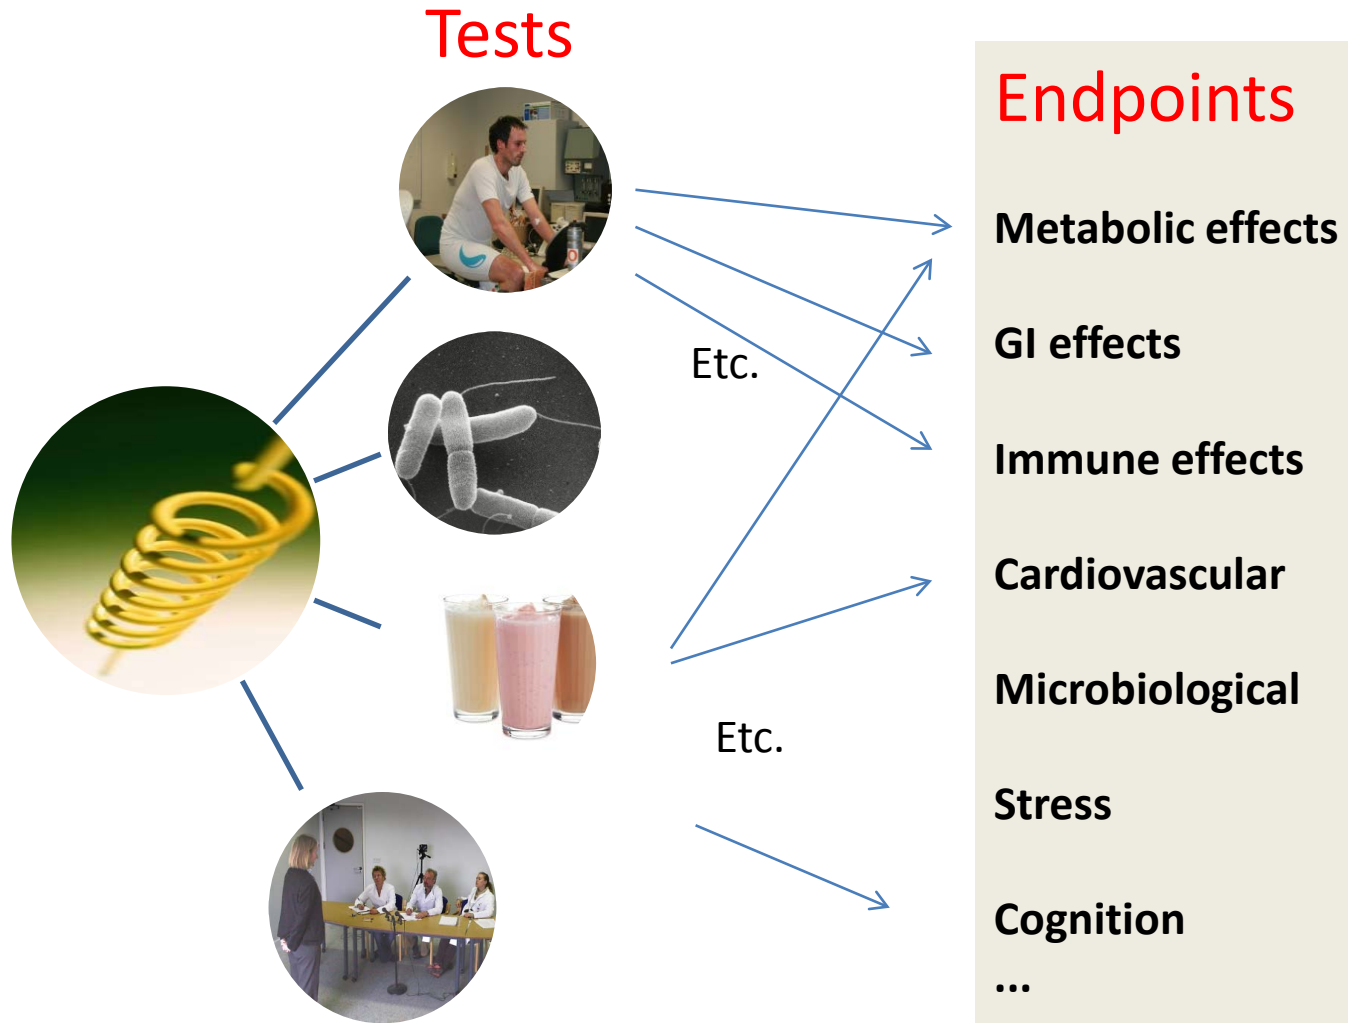 Tests
Endpoints
Metabolic effects
GI effects
Etc.
Immune effects
Cardiovascular
Microbiological
Etc.
Stress
Cognition
...